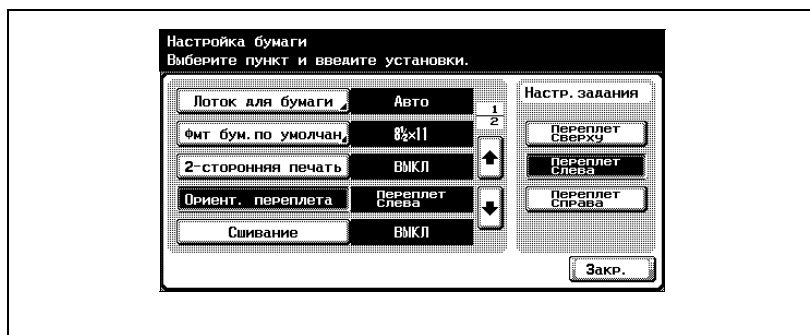 Настройка бумаги
Выберите пункт и введите установки.
Лоток для бумаги
Авто
Фмт бум.по умолчан
8½×11
2-сторонняя печать
ВЫКЛ
Ориент. переплета
Переплет
Слева
Сшивание
ВЫКЛ
1
2
Настр.задания
Переплет
Сверху
Переплет
Слева
Переплет
Справа
Закр.